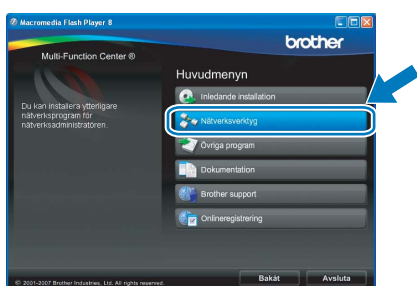 Macromedia Flash Player 8
brother
Multi-Function Center ®
Huvudmenyn
Inledande installation
Du kan installera ytterligare
nätverksprogram för
nätverksadministratören.
Nätverksverktyg
Övriga program
Dokumentation
Brother support
Onlineregistrering
© 2001-2007 Brother Industries, Ltd. All rights reserved.
Bakåt
Avsluta